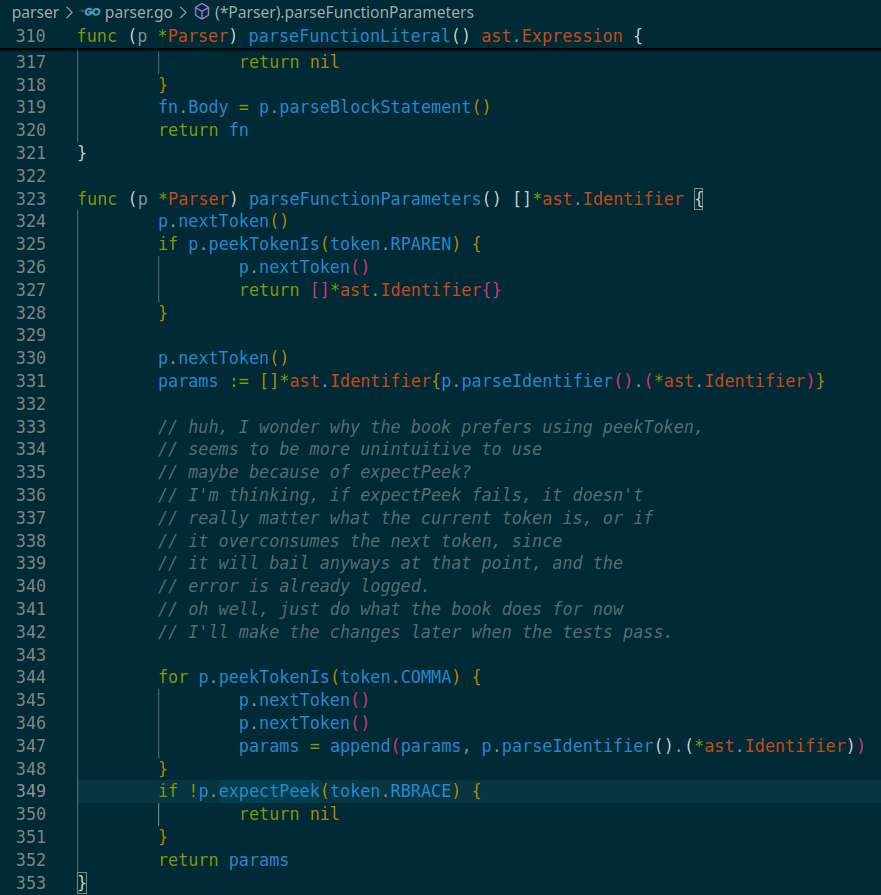 parser > GO parser.go > (*Parser).parseFunctionParameters
310 func (p *Parser) parseFunctionLiteral() ast.Expression {
317 return nil
318 }
319 fn.Body = p.parseBlockStatement()
320 return fn
321 }
322
323 func (p *Parser) parseFunctionParameters() []*ast.Identifier {
324 p.nextToken()
325 if p.peekTokenIs(token.RPAREN) {
326 p.nextToken()
327 return []*ast.Identifier{}
328 }
329
330 p.nextToken()
331 params := []*ast.Identifier{p.parseIdentifier().(*ast.Identifier)}
332
333 // huh, I wonder why the book prefers using peekToken,
334 // seems to be more unintuitive to use
335 // maybe because of expectPeek?
336 // I'm thinking, if expectPeek fails, it doesn't
337 // really matter what the current token is, or if
338 // it overconsumes the next token, since
339 // it will bail anyways at that point, and the
340 // error is already logged.
341 // oh well, just do what the book does for now
342 // I'll make the changes later when the tests pass.
343
344 for p.peekTokenIs(token.COMMA) {
345 p.nextToken()
346 p.nextToken()
347 params = append(params, p.parseIdentifier().(*ast.Identifier))
348 }
349 if !p.expectPeek(token.RBRACE) {
350 return nil
351 }
352 return params
353 }